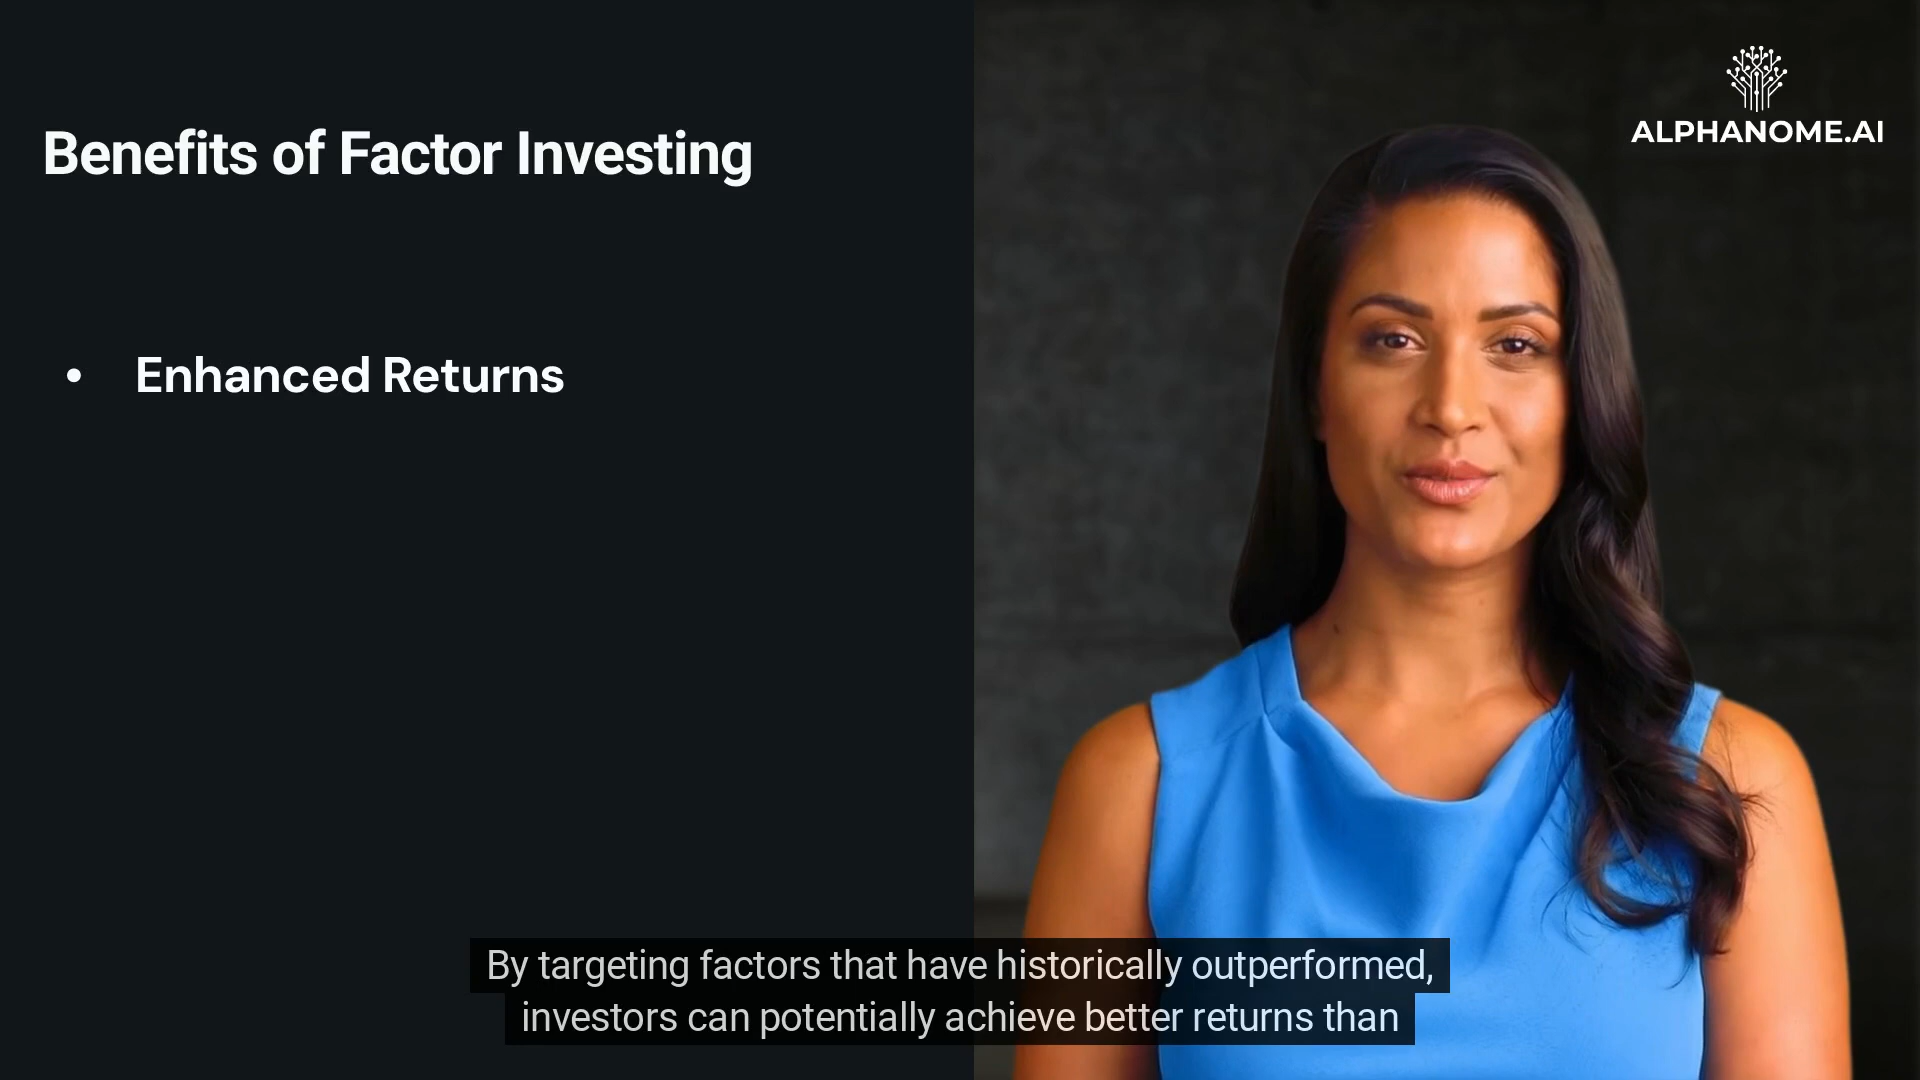 ALPHANOME.AI
Benefits of Factor Investing
• Enhanced Returns
By targeting factors that have historically outperformed,
investors can potentially achieve better returns than